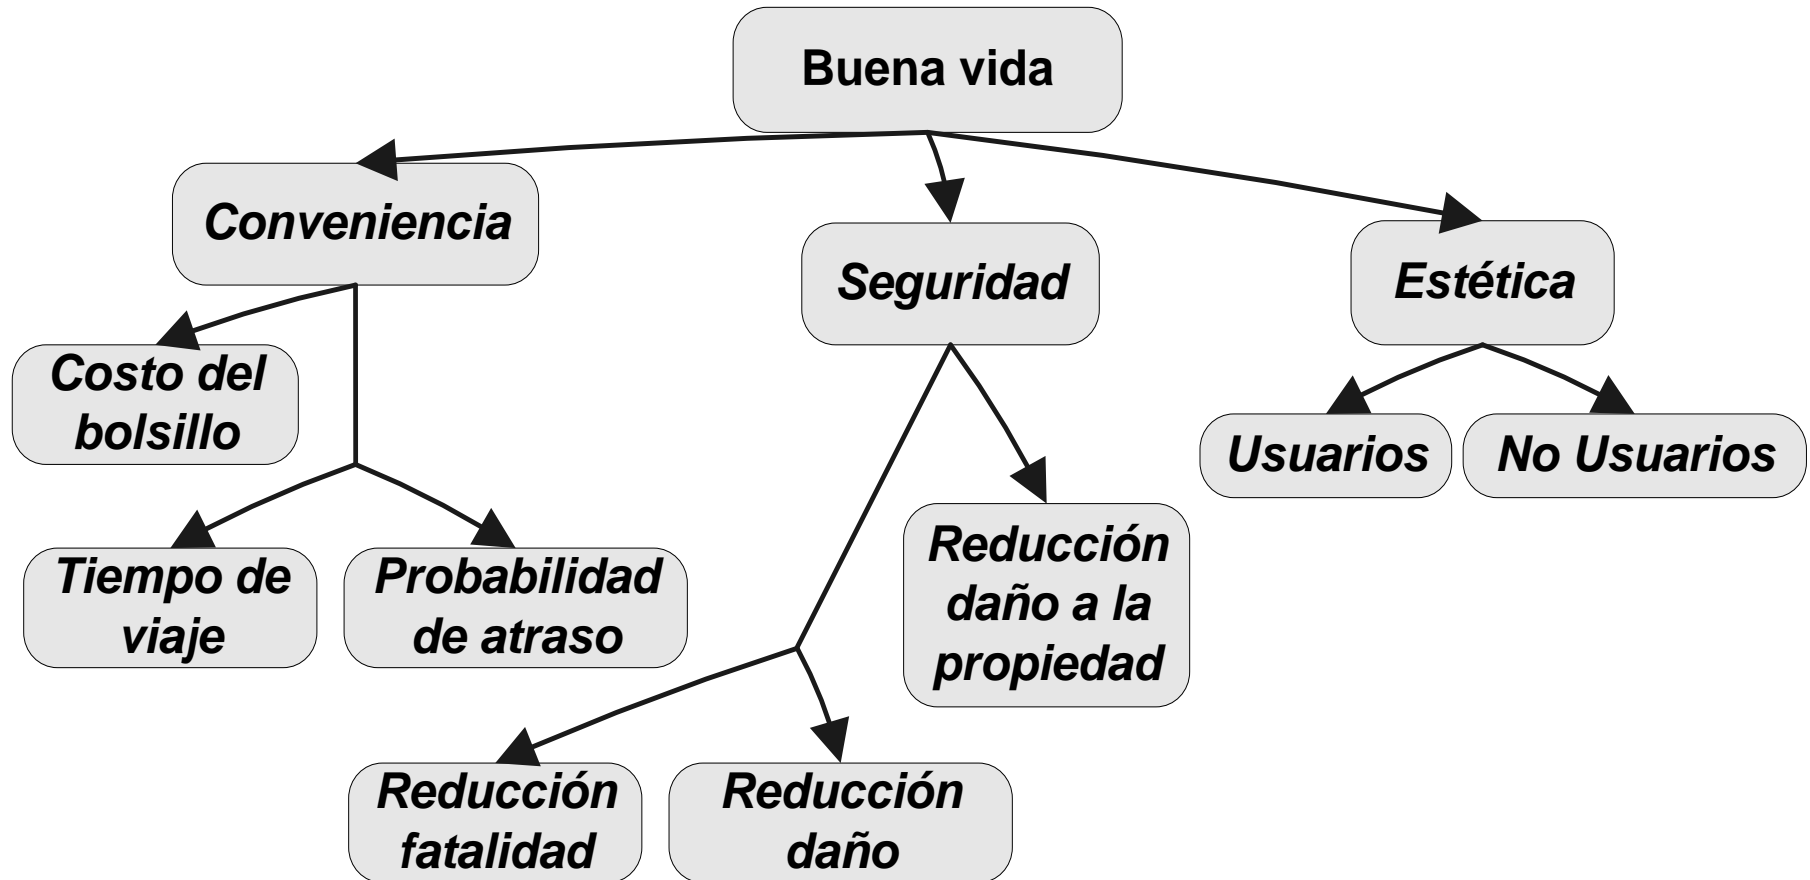 Buena vida
Conveniencia
Seguridad
Estética
Costo del
bolsillo
Usuarios
No Usuarios
Tiempo de
viaje
Probabilidad
de atraso
Reducción
daño a la
propiedad
Reducción
fatalidad
Reducción
daño